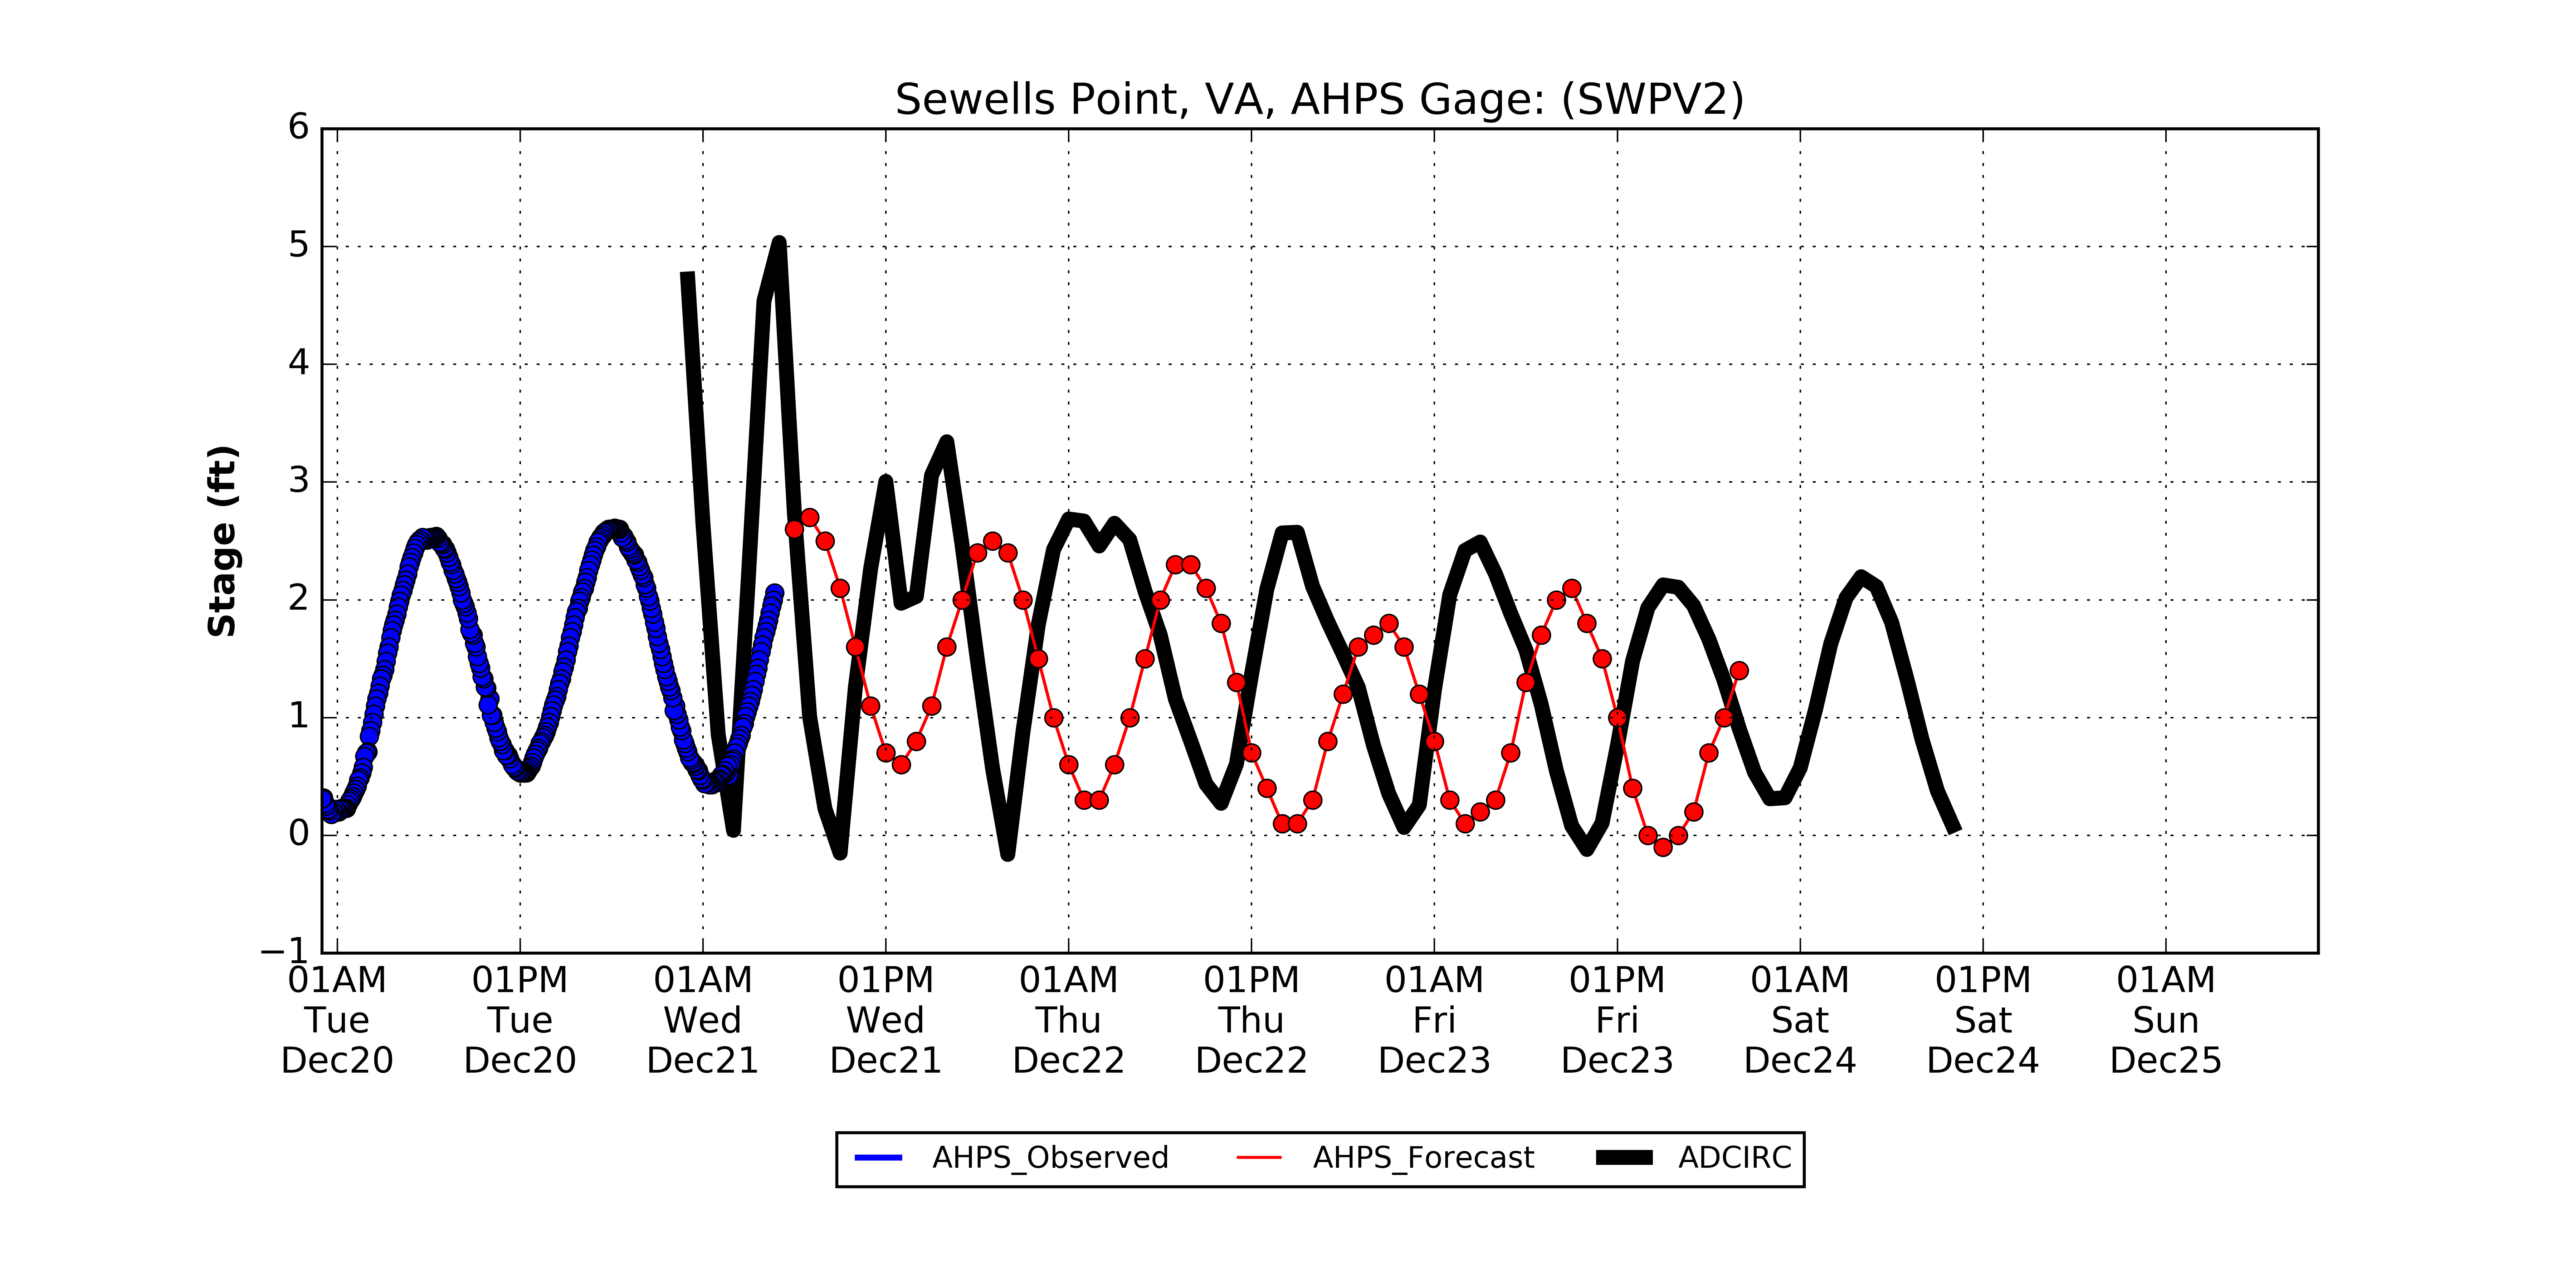 Sewells Point, VA, AHPS Gage: (SWPV2)
Stage (ft)
6
5
4
3
2
1
0
−1
01AM 01PM 01AM 01PM 01AM 01PM 01AM 01PM 01AM 01PM 01AM
Tue Tue Wed Wed Thu Thu Fri Fri Sat Sat Sun
Dec20 Dec20 Dec21 Dec21 Dec22 Dec22 Dec23 Dec23 Dec24 Dec24 Dec25
AHPS_Observed AHPS_Forecast ADCIRC